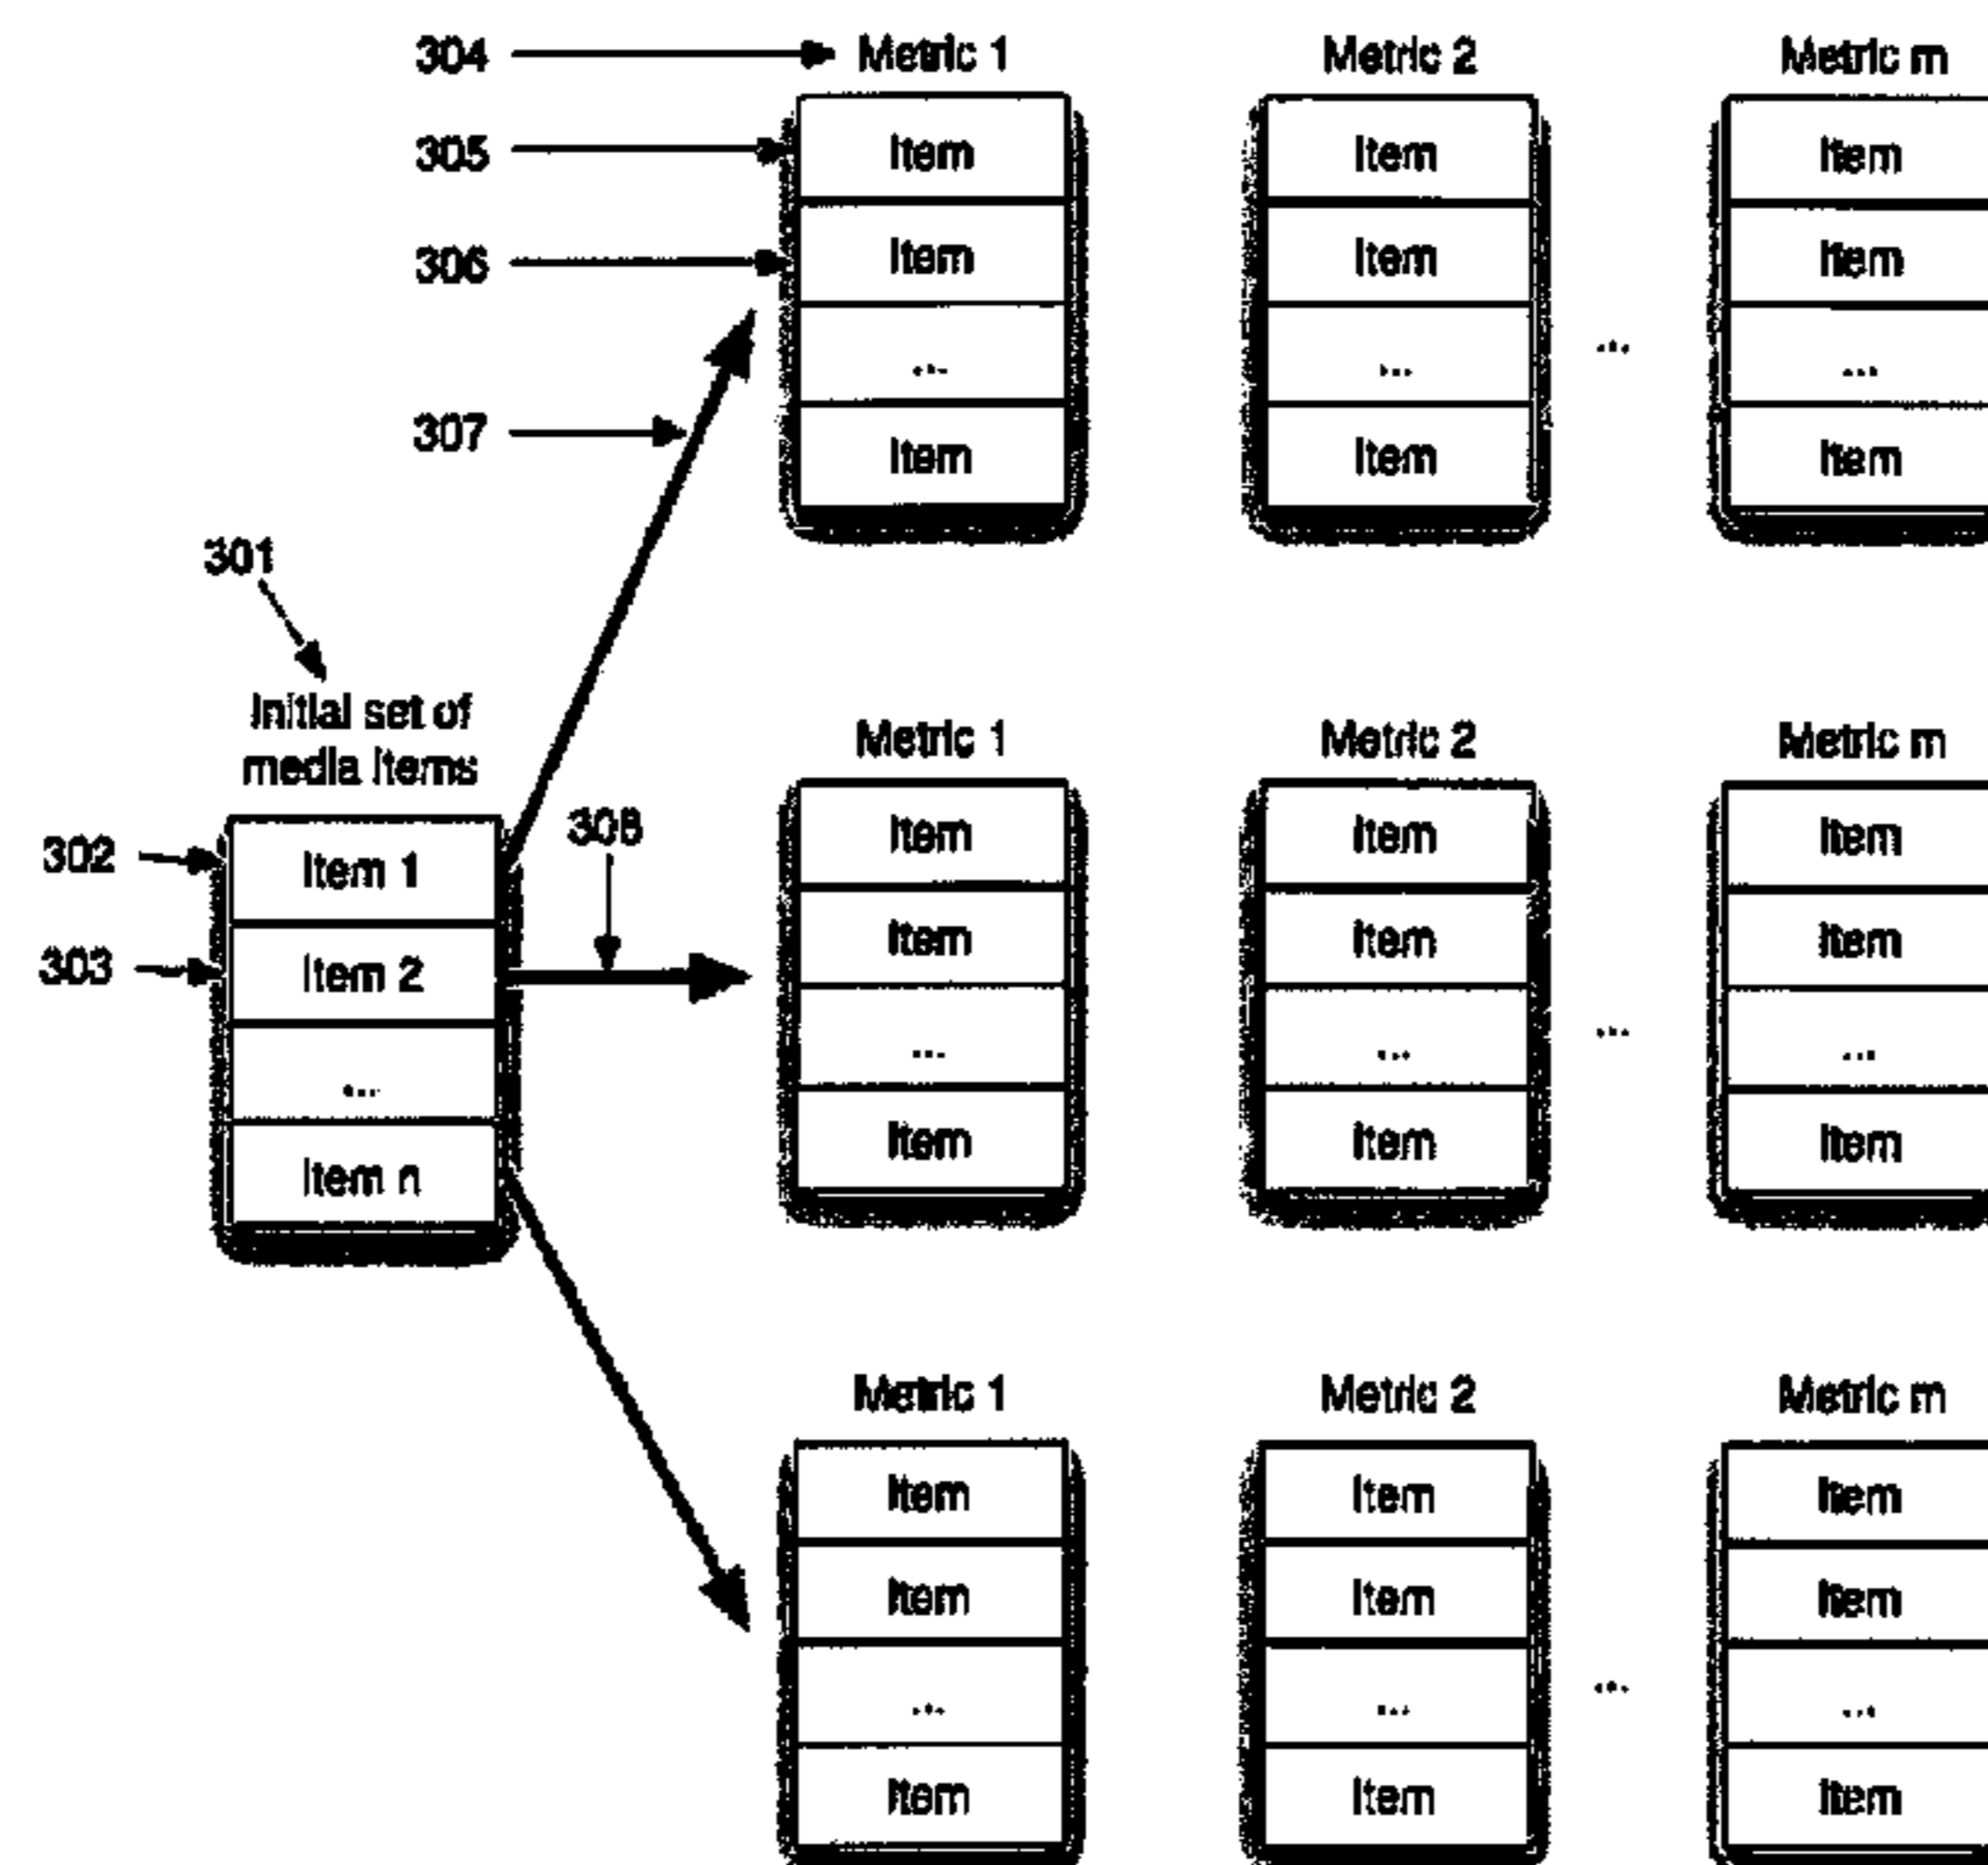 304 Metric 1 Metric 2 Metric m
305 Item Item Item
306 Item Item Item
... ... ... ...
307 Item Item Item
301
Initial set of
media items
Metric 1 Metric 2 Metric m
302 Item 1 308 Item Item Item
303 Item 2 Item Item Item
... ... ... ... ...
Item n Item Item Item
Metric 1 Metric 2 Metric m
Item Item Item
Item Item Item
... ... ... ...
Item Item Item